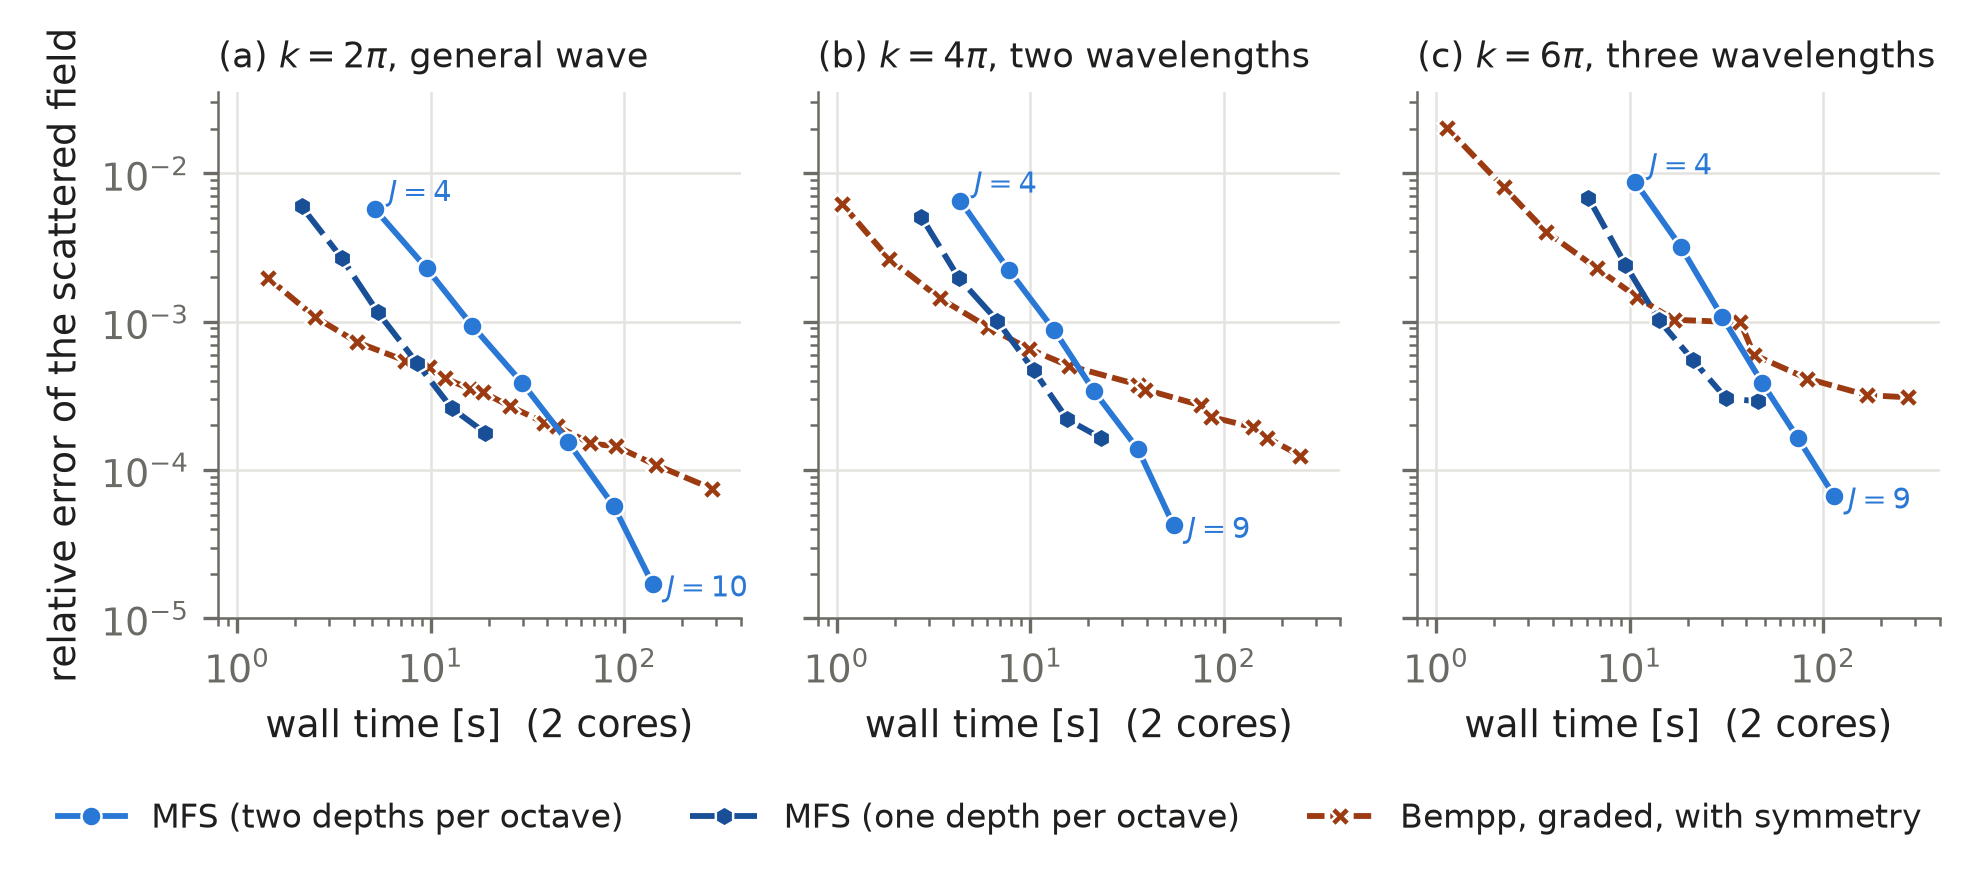 (a) k = 2π, general wave
(b) k = 4π, two wavelengths
(c) k = 6π, three wavelengths
relative error of the scattered field
10⁻²
10⁻³
10⁻⁴
10⁻⁵
J = 4
J = 10
J = 4
J = 9
J = 4
J = 9
10⁰ 10¹ 10²
10⁰ 10¹ 10²
10⁰ 10¹ 10²
wall time [s] (2 cores)
wall time [s] (2 cores)
wall time [s] (2 cores)
MFS (two depths per octave)
MFS (one depth per octave)
Bempp, graded, with symmetry